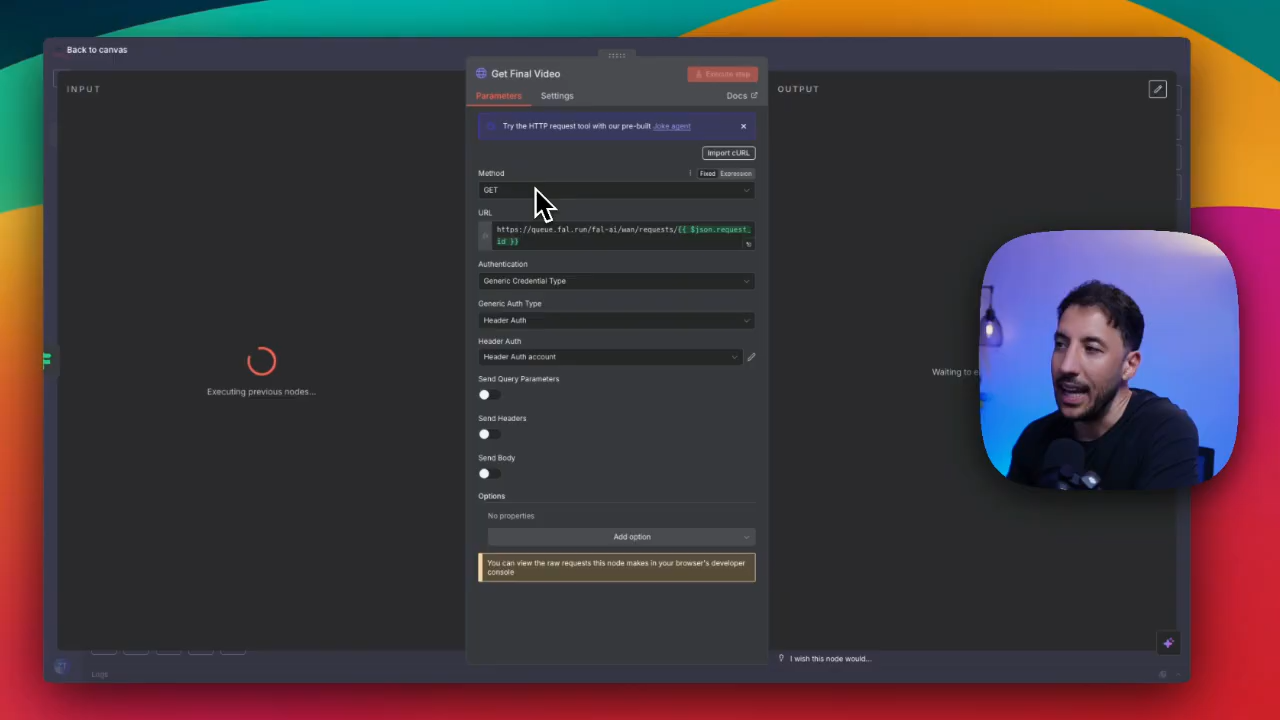 Back to canvas
INPUT
Get Final Video
Execute step
OUTPUT
Parameters
Settings
Docs
Try the HTTP request tool with our pre-built Joke agent
Import cURL
Method
Fixed
Expression
GET
URL
https://queue.fal.run/fal-ai/wan/requests/{{ $json.request_
id }}
Authentication
Generic Credential Type
Generic Auth Type
Header Auth
Header Auth
Header Auth account
Executing previous nodes...
Send Query Parameters
Send Headers
Send Body
Options
No properties
Add option
You can view the raw requests this node makes in your browser's developer
console
Waiting to
I wish this node would...
Logs